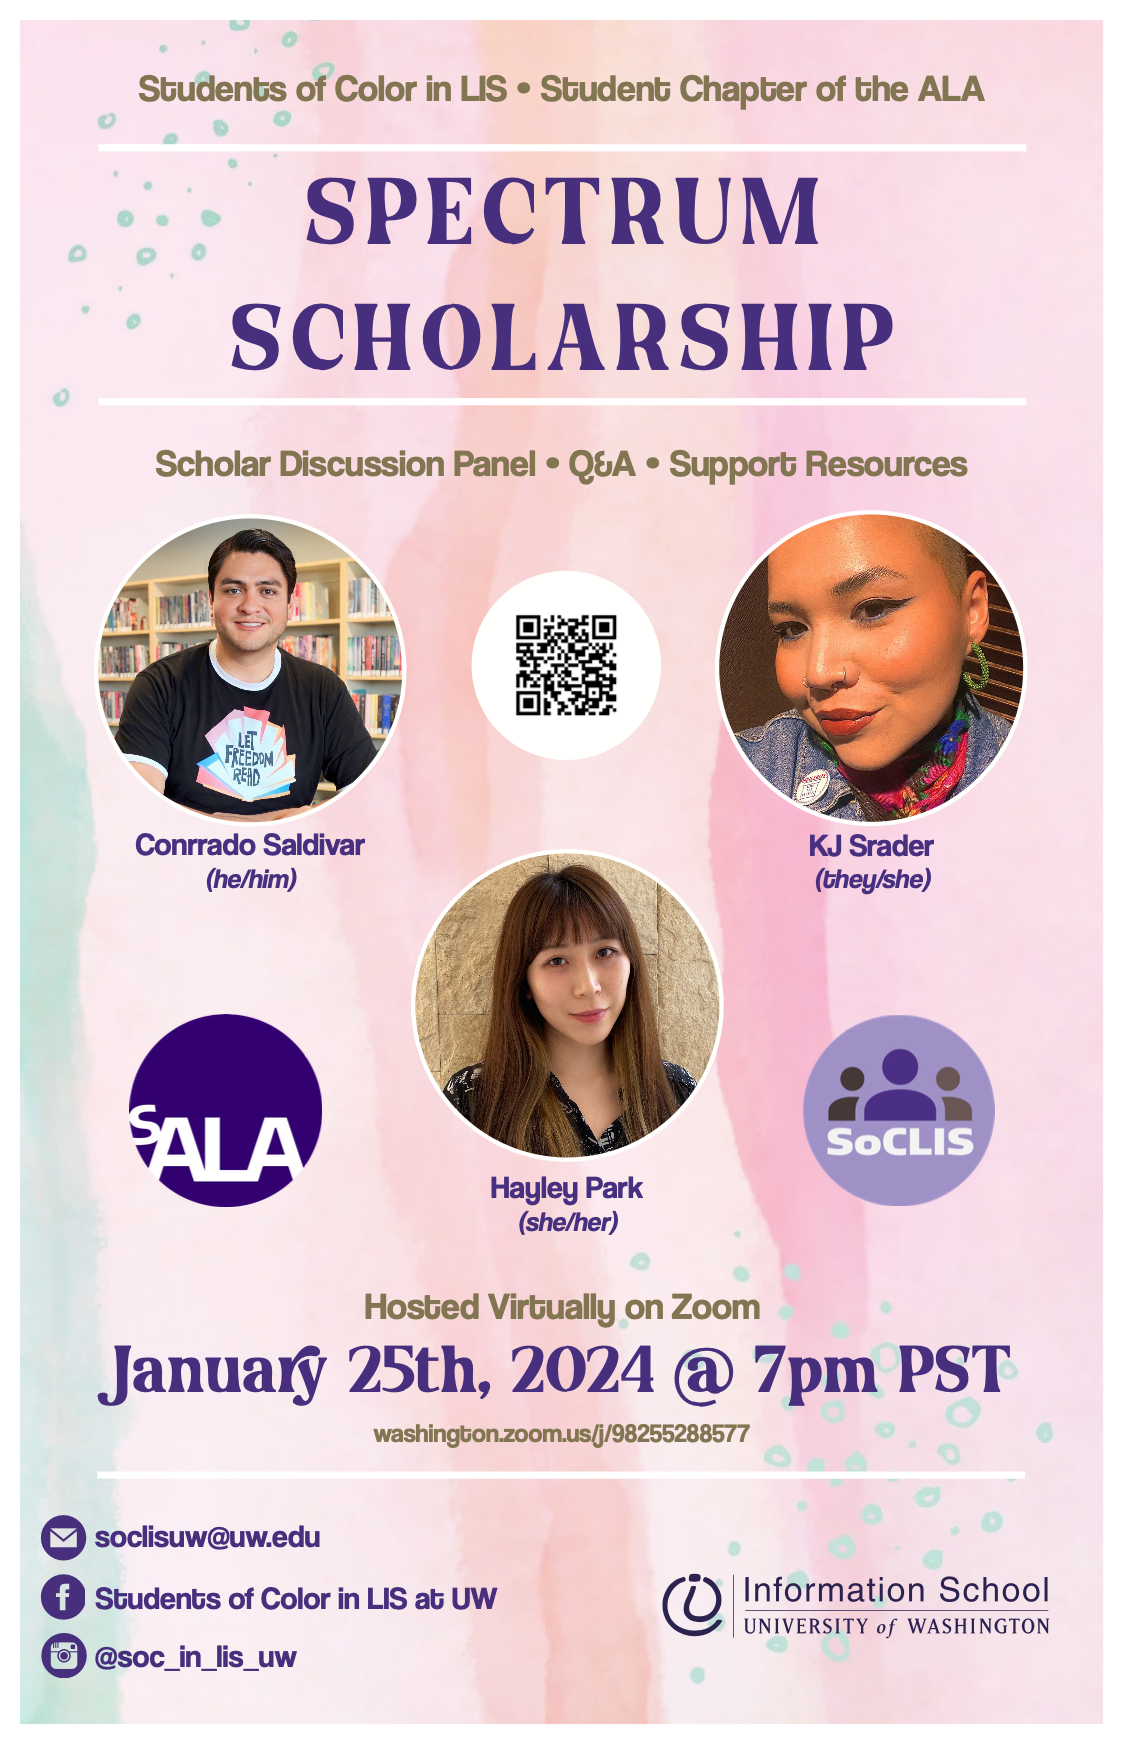 Students of Color in LIS • Student Chapter of the ALA
SPECTRUM
SCHOLARSHIP
Scholar Discussion Panel • Q&A • Support Resources
LET
FREEDOM
READ
Conrrado Saldivar
(he/him)
KJ Srader
(they/she)
sALA
SoCLIS
Hayley Park
(she/her)
Hosted Virtually on Zoom
January 25th, 2024 @ 7pm PST
washington.zoom.us/j/98255288577
soclisuw@uw.edu
Students of Color in LIS at UW
@soc_in_lis_uw
Information School
UNIVERSITY of WASHINGTON